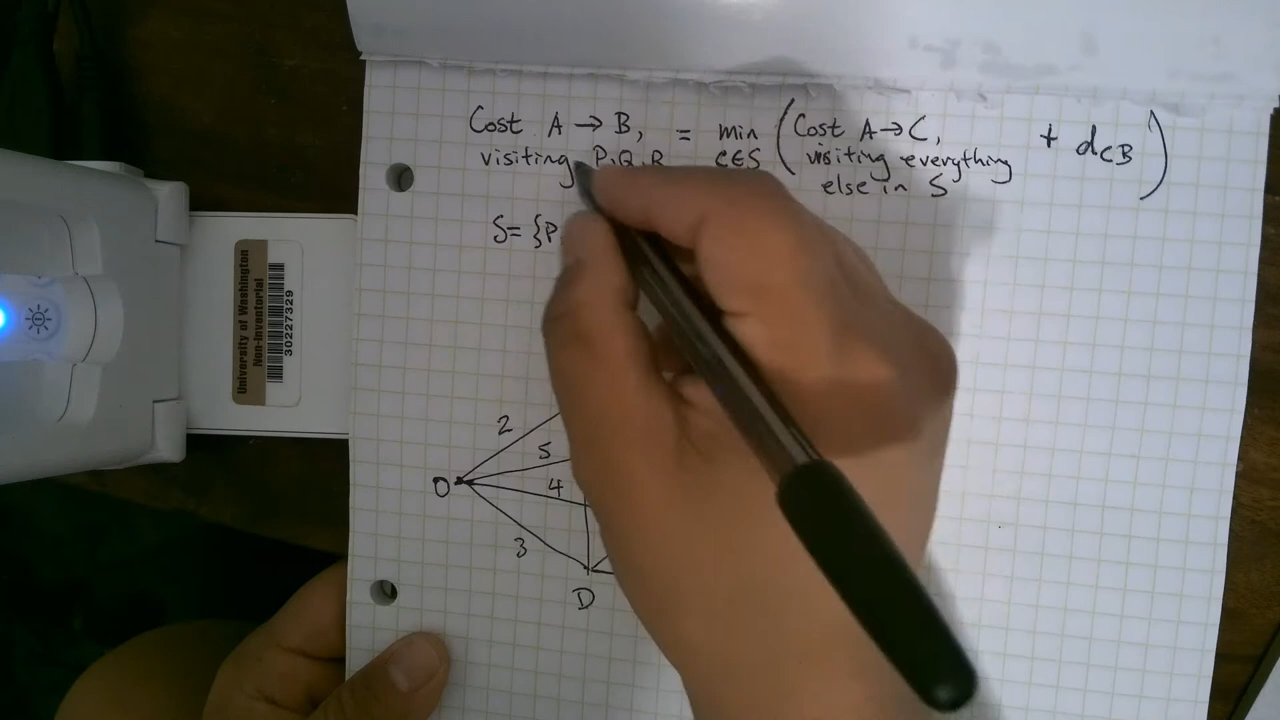 Cost A → B, = min ( Cost A→C, + dCB )
visiting P, Q, R C∈S visiting everything
else in S
S= {P,
University of Washington
Non-Inventorial
30227329
2
5
O 4
3
D